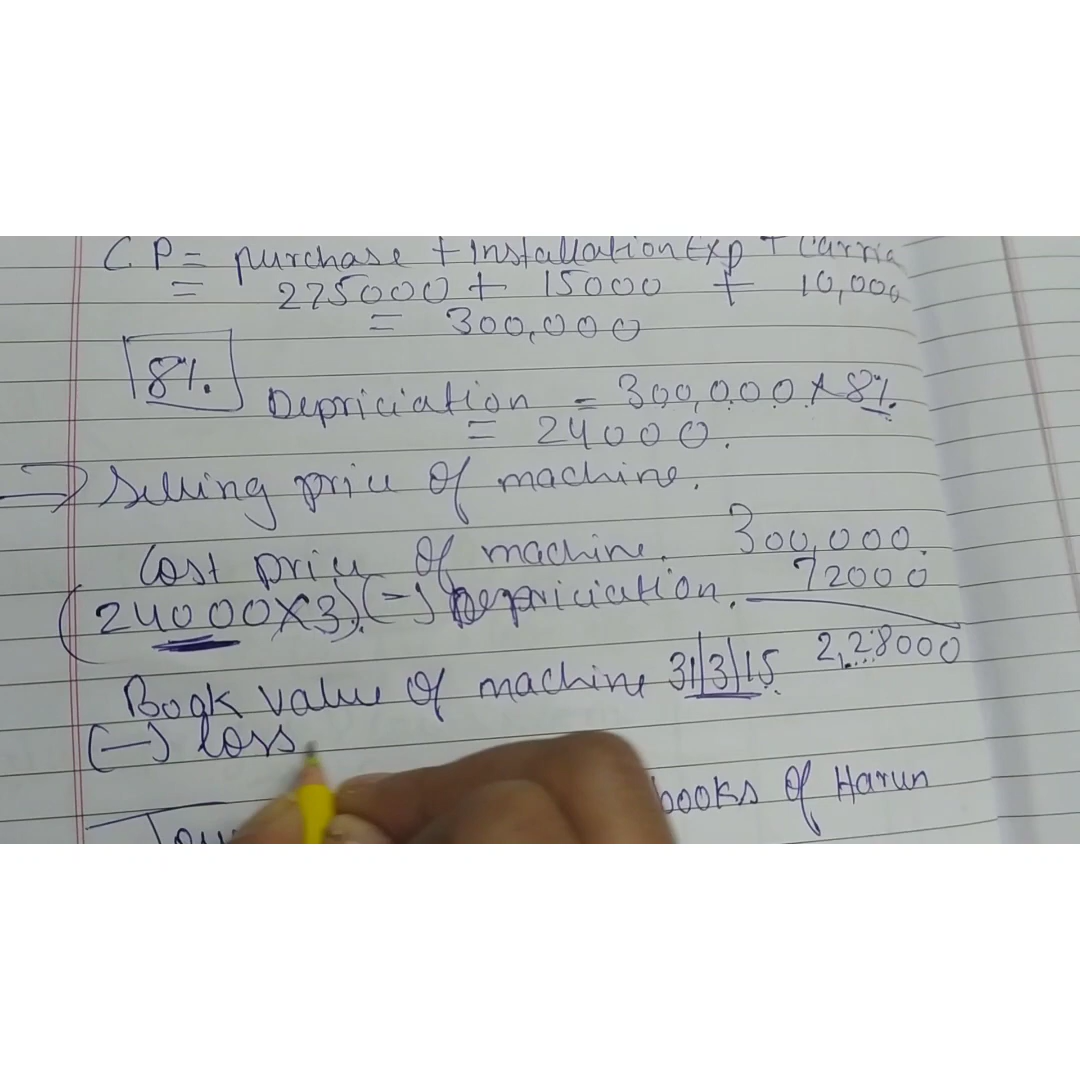 C.P = purchase + Installation Exp + Carria
= 275000 + 15000 + 10,000
= 300,000
8%.
Depriciation = 300,000 × 8%.
= 24000.
⇒ Selling price of machine.
Cost price of machine. 300,000.
(24000×3). (-) Depriciation. 72000
Book value of machine 31/3/15 2,28000
(-) loss
books of Harun